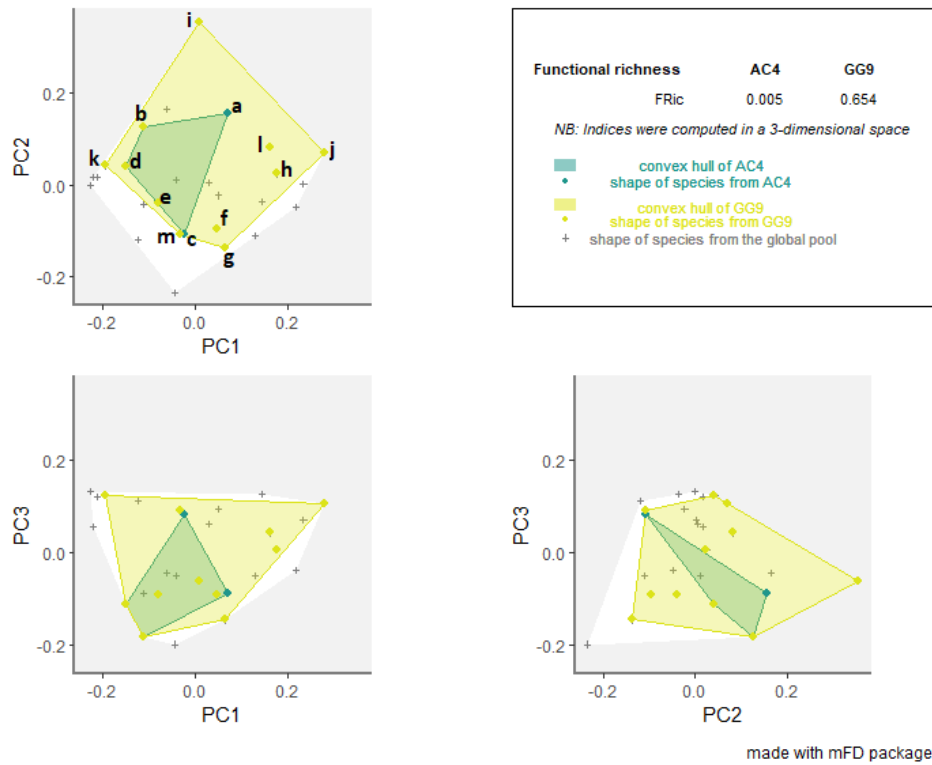 i
0.2
b
a
l
j
k
d
h
PC2
0.0
e
f
m
c
g
-0.2
-0.2
0.0
0.2
PC1
Functional richness AC4 GG9
FRic 0.005 0.654
NB: Indices were computed in a 3-dimensional space
convex hull of AC4
shape of species from AC4
convex hull of GG9
shape of species from GG9
shape of species from the global pool
0.2
PC3
0.0
-0.2
-0.2
0.0
0.2
PC1
0.2
PC3
0.0
-0.2
-0.2
0.0
0.2
PC2
made with mFD package